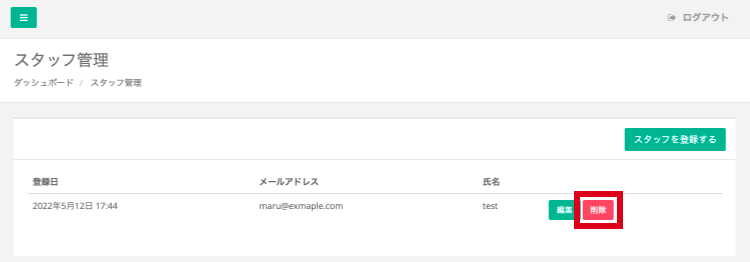 ログアウト
スタッフ管理
ダッシュボード / スタッフ管理
スタッフを登録する
登録日 メールアドレス 氏名
2022年5月12日 17:44 maru@exmaple.com test 編集 削除